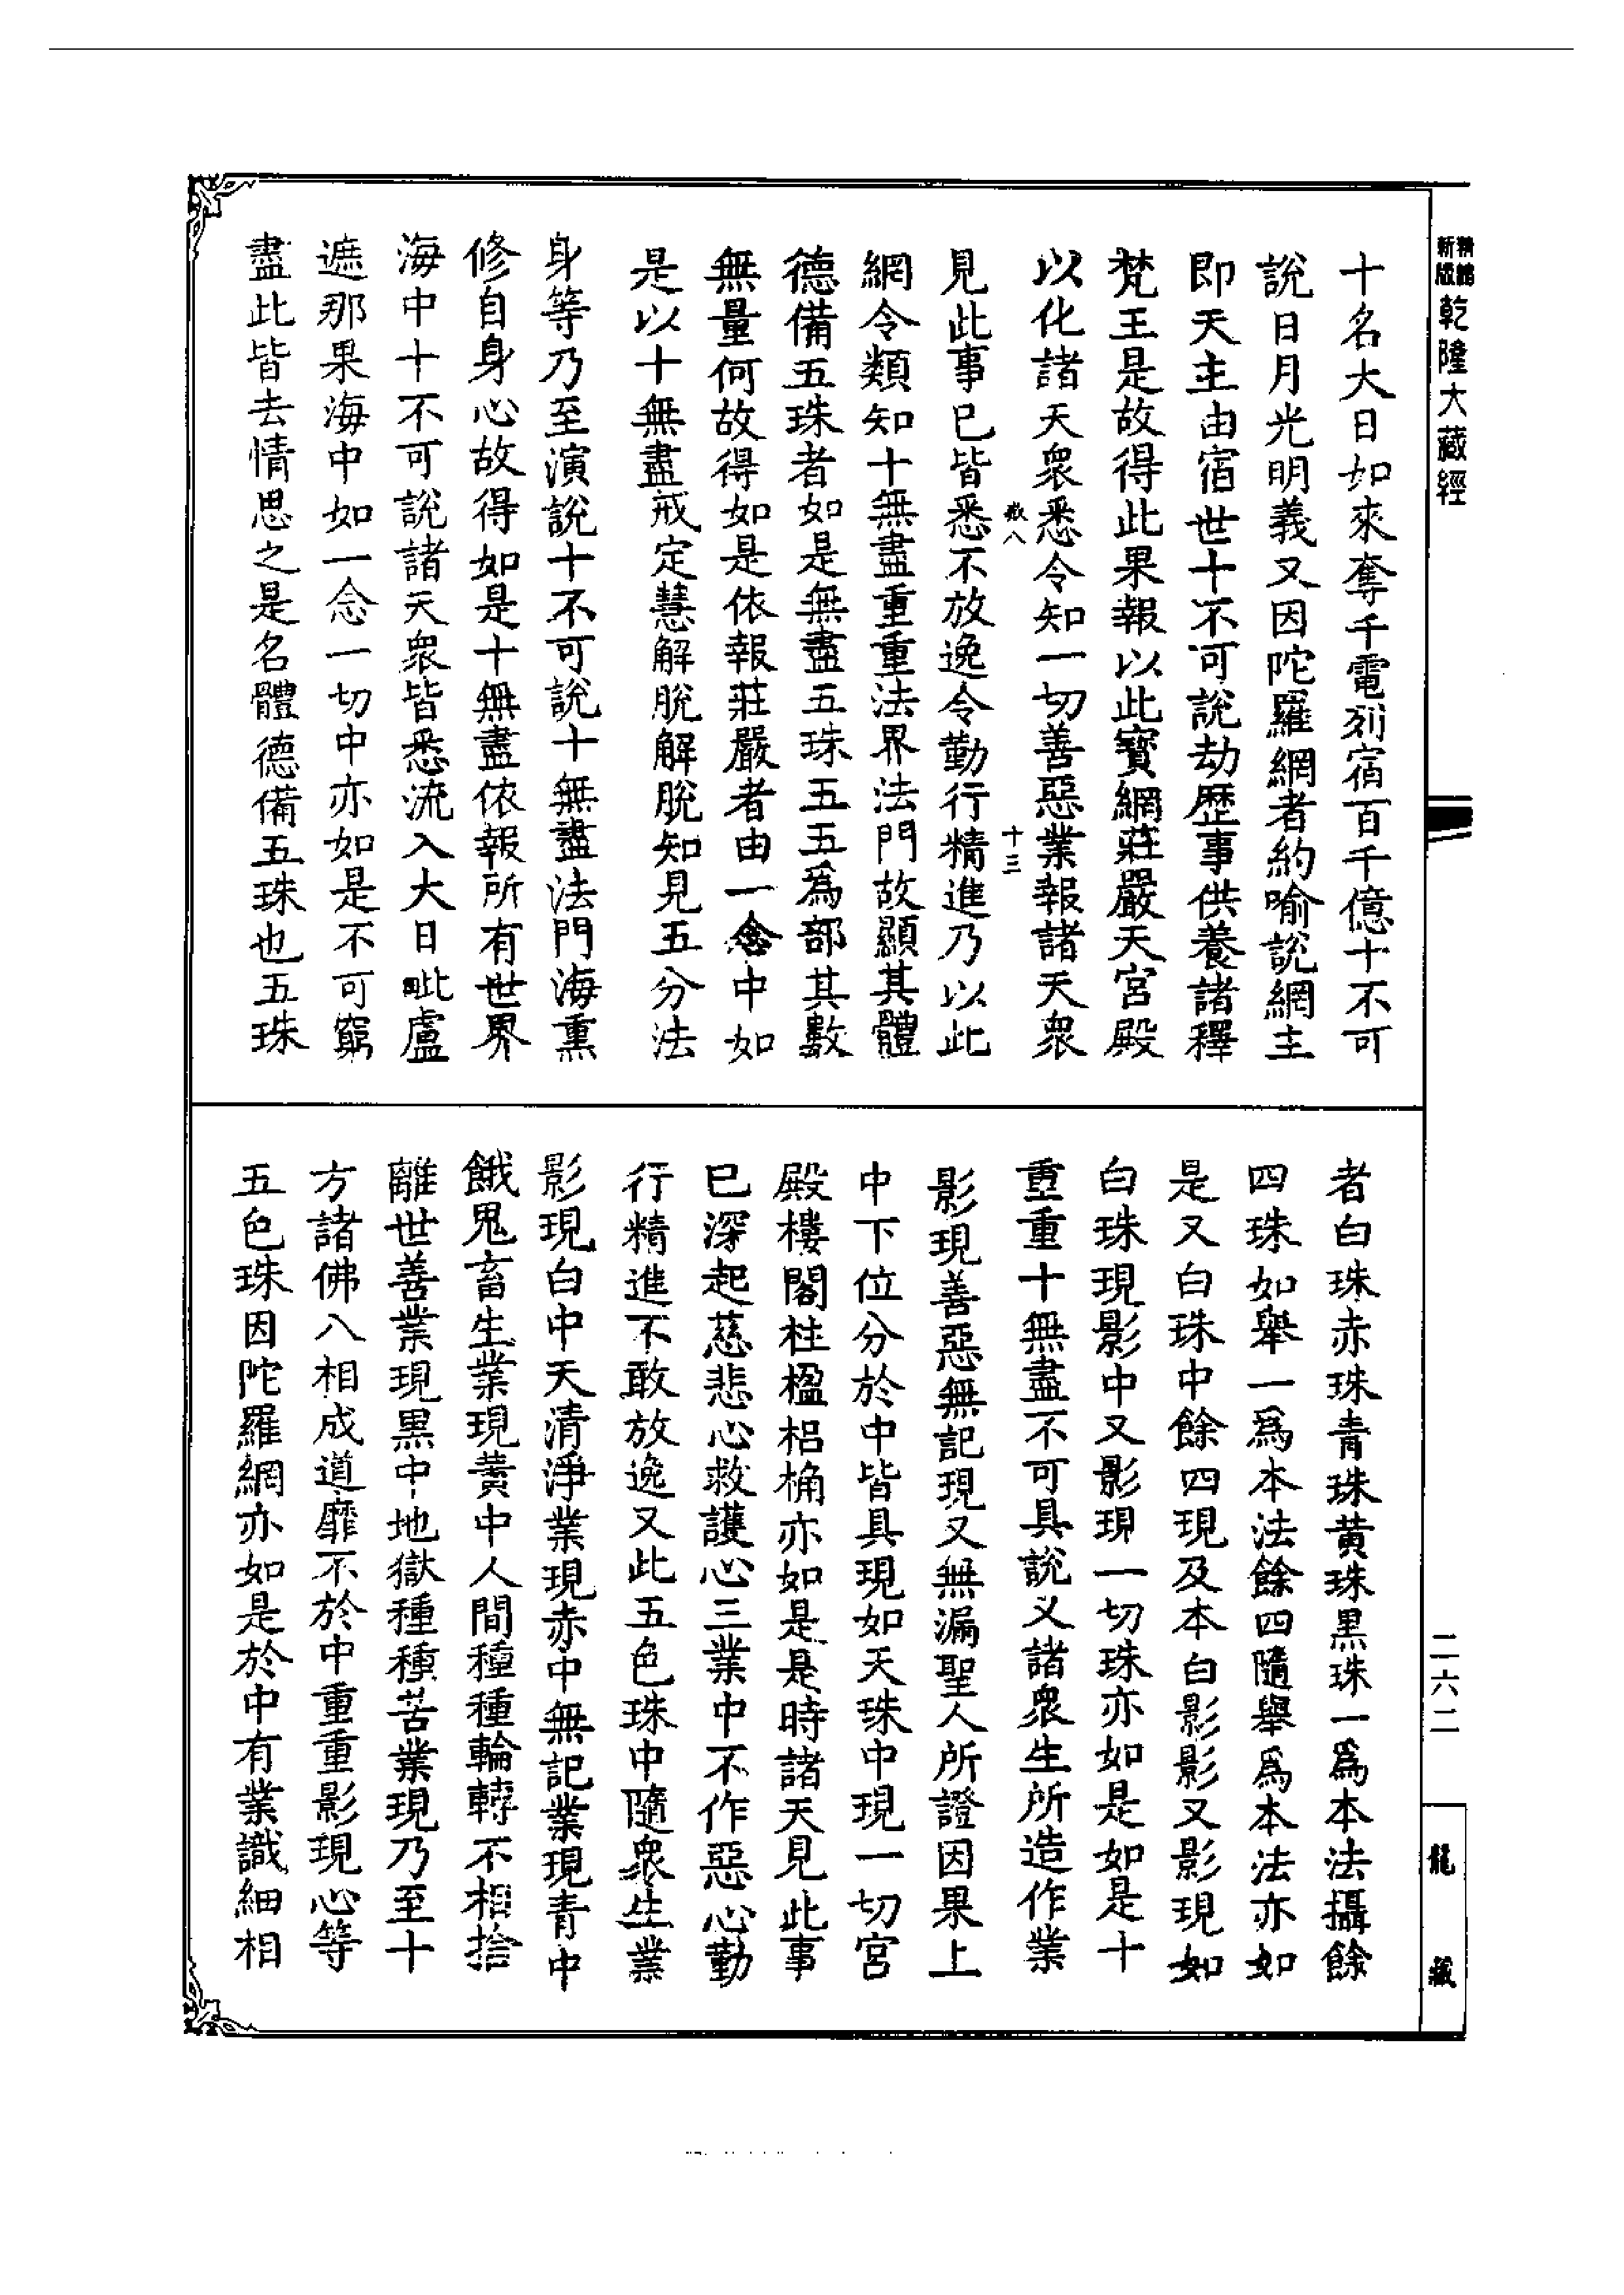 精縮新版乾隆大藏經
十名大日如來奪千電列宿百千億十不可
說日月光明義又因陀羅網者約喻說網主
即天主由宿世十不可說劫歷事供養諸釋
梵王是故得此果報以此寶網莊嚴天宮殿
以化諸天衆悉令知一切善惡業報諸天衆
十三
見此事已皆悉不放逸令勤行精進乃以此
網令類知十無盡重重法界法門故顯其體
德備五珠者如是無盡五珠五五爲部其數
無量何故得如是依報莊嚴者由一念中如
是以十無盡戒定慧解脫解脫知見五分法
身等乃至演說十不可說十無盡法門海熏
修自身心故得如是十無盡依報所有世界
海中十不可說諸天衆皆悉流入大日毗盧
遮那果海中如一念一切中亦如是不可窮
盡此皆去情思之是名體德備五珠也五珠
者白珠赤珠青珠黃珠黑珠一爲本法攝餘
四珠如舉一爲本法餘四隨舉爲本法亦如
是又白珠中餘四現及本白影影又影現如
白珠現影中又影現一切珠亦如是如是十
重重十無盡不可具說又諸衆生所造作業
影現善惡無記現又無漏聖人所證因果上
中下位分於中皆具現如天珠中現一切宮
殿樓閣柱楹梠桷亦如是是時諸天見此事
已深起慈悲心救護心三業中不作惡心勤
行精進不敢放逸又此五色珠中隨衆生業
影現白中天清淨業現赤中無記業現青中
餓鬼畜生業現黃中人間種種輪轉不相捨
離世善業現黑中地獄種種苦業現乃至十
方諸佛八相成道靡不於中重重影現心等
五色珠因陀羅網亦如是於中有業識細相
二六二
龍藏